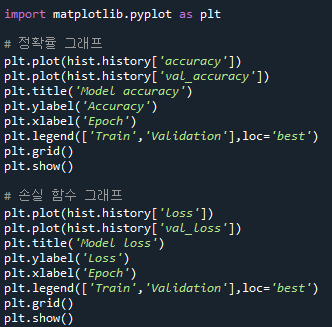 import matplotlib.pyplot as plt
# 정확률 그래프
plt.plot(hist.history['accuracy'])
plt.plot(hist.history['val_accuracy'])
plt.title('Model accuracy')
plt.ylabel('Accuracy')
plt.xlabel('Epoch')
plt.legend(['Train','Validation'],loc='best')
plt.grid()
plt.show()
# 손실 함수 그래프
plt.plot(hist.history['loss'])
plt.plot(hist.history['val_loss'])
plt.title('Model loss')
plt.ylabel('Loss')
plt.xlabel('Epoch')
plt.legend(['Train','Validation'],loc='best')
plt.grid()
plt.show()